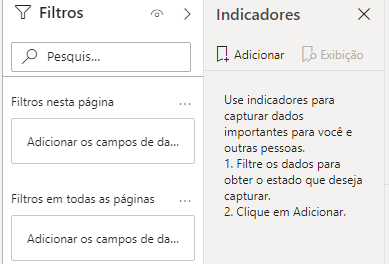 Filtros
Pesquis...
Filtros nesta página
...
Adicionar os campos de da...
Filtros em todas as páginas
...
Adicionar os campos de da...
Indicadores
Adicionar
Exibição
Use indicadores para
capturar dados
importantes para você e
outras pessoas.
1. Filtre os dados para
obter o estado que deseja
capturar.
2. Clique em Adicionar.